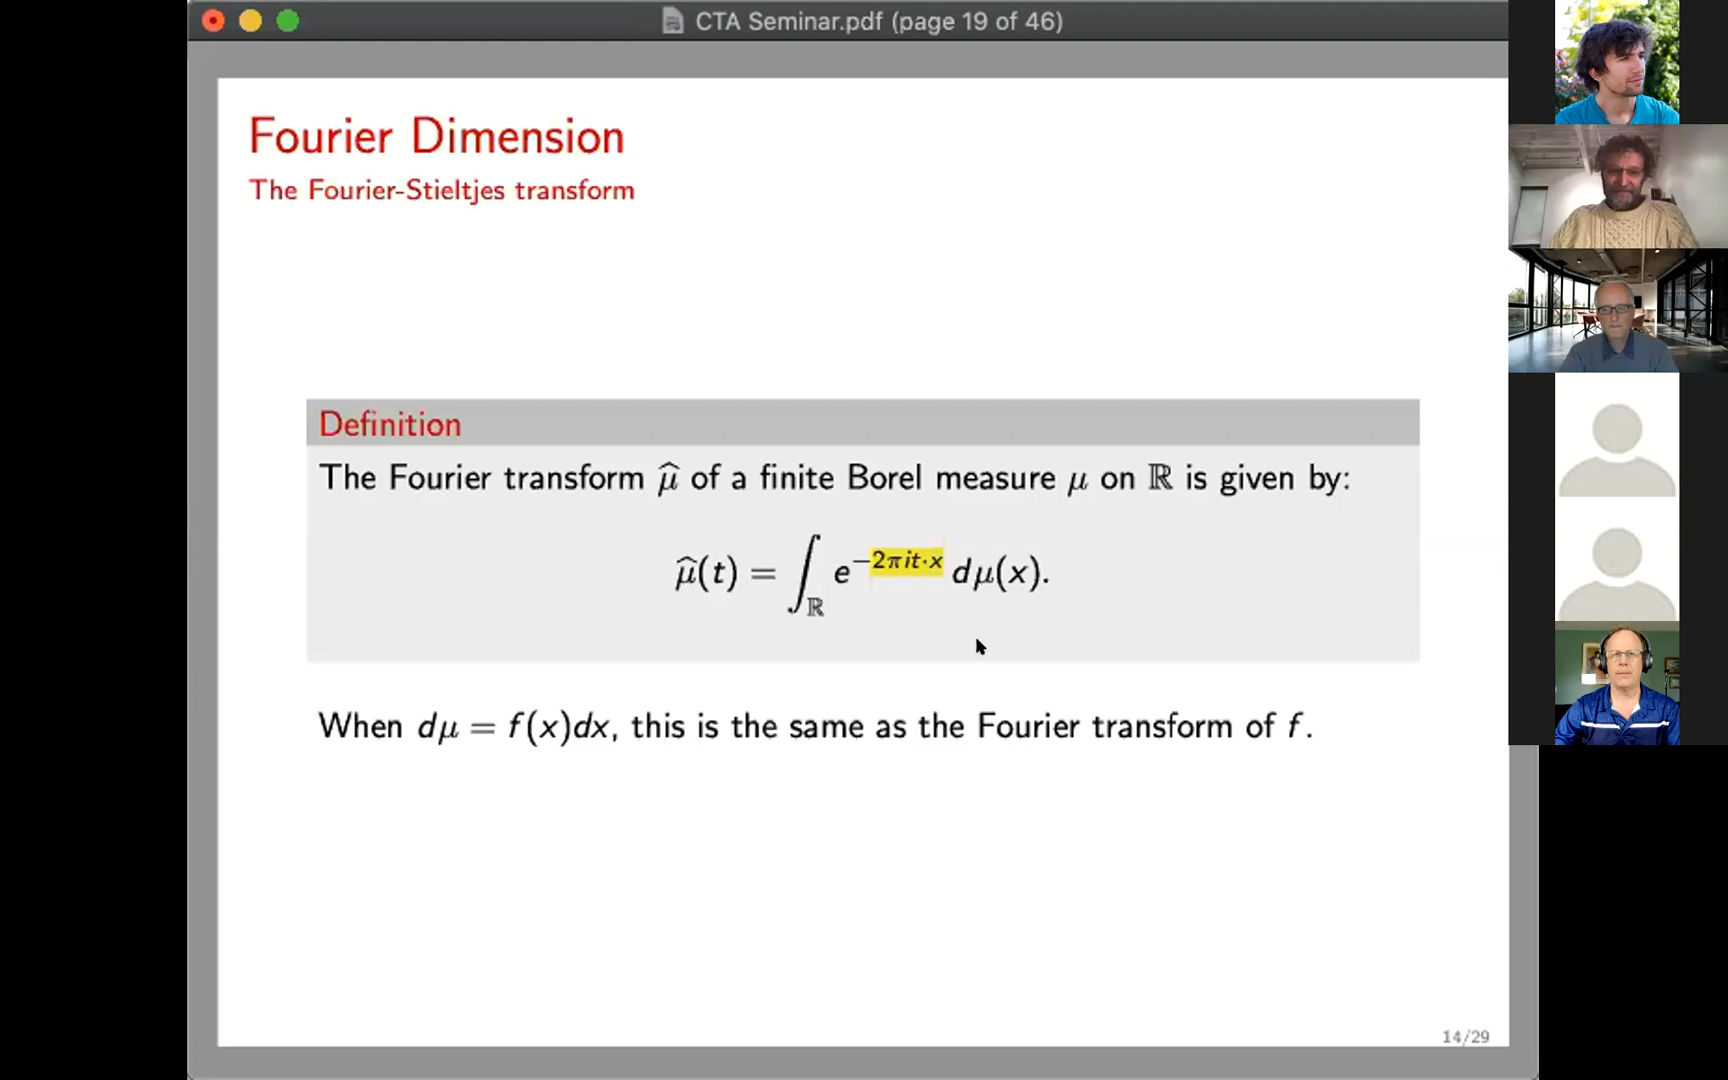 CTA Seminar.pdf (page 19 of 46)
Fourier Dimension
The Fourier-Stieltjes transform
Definition
The Fourier transform μ̂ of a finite Borel measure μ on ℝ is given by:
μ̂(t) = ∫_ℝ e^{−2πit·x} dμ(x).
When dμ = f(x)dx, this is the same as the Fourier transform of f.
14/29